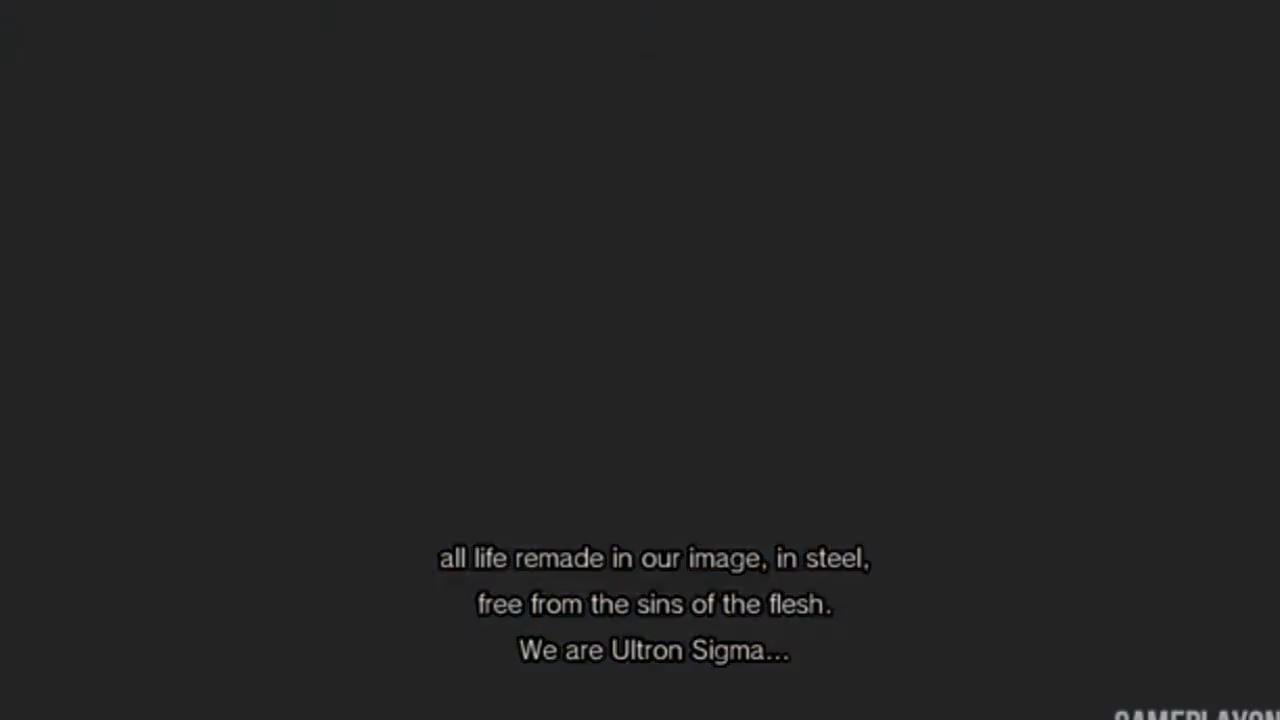 all life remade in our image, in steel,
free from the sins of the flesh.
We are Ultron Sigma...